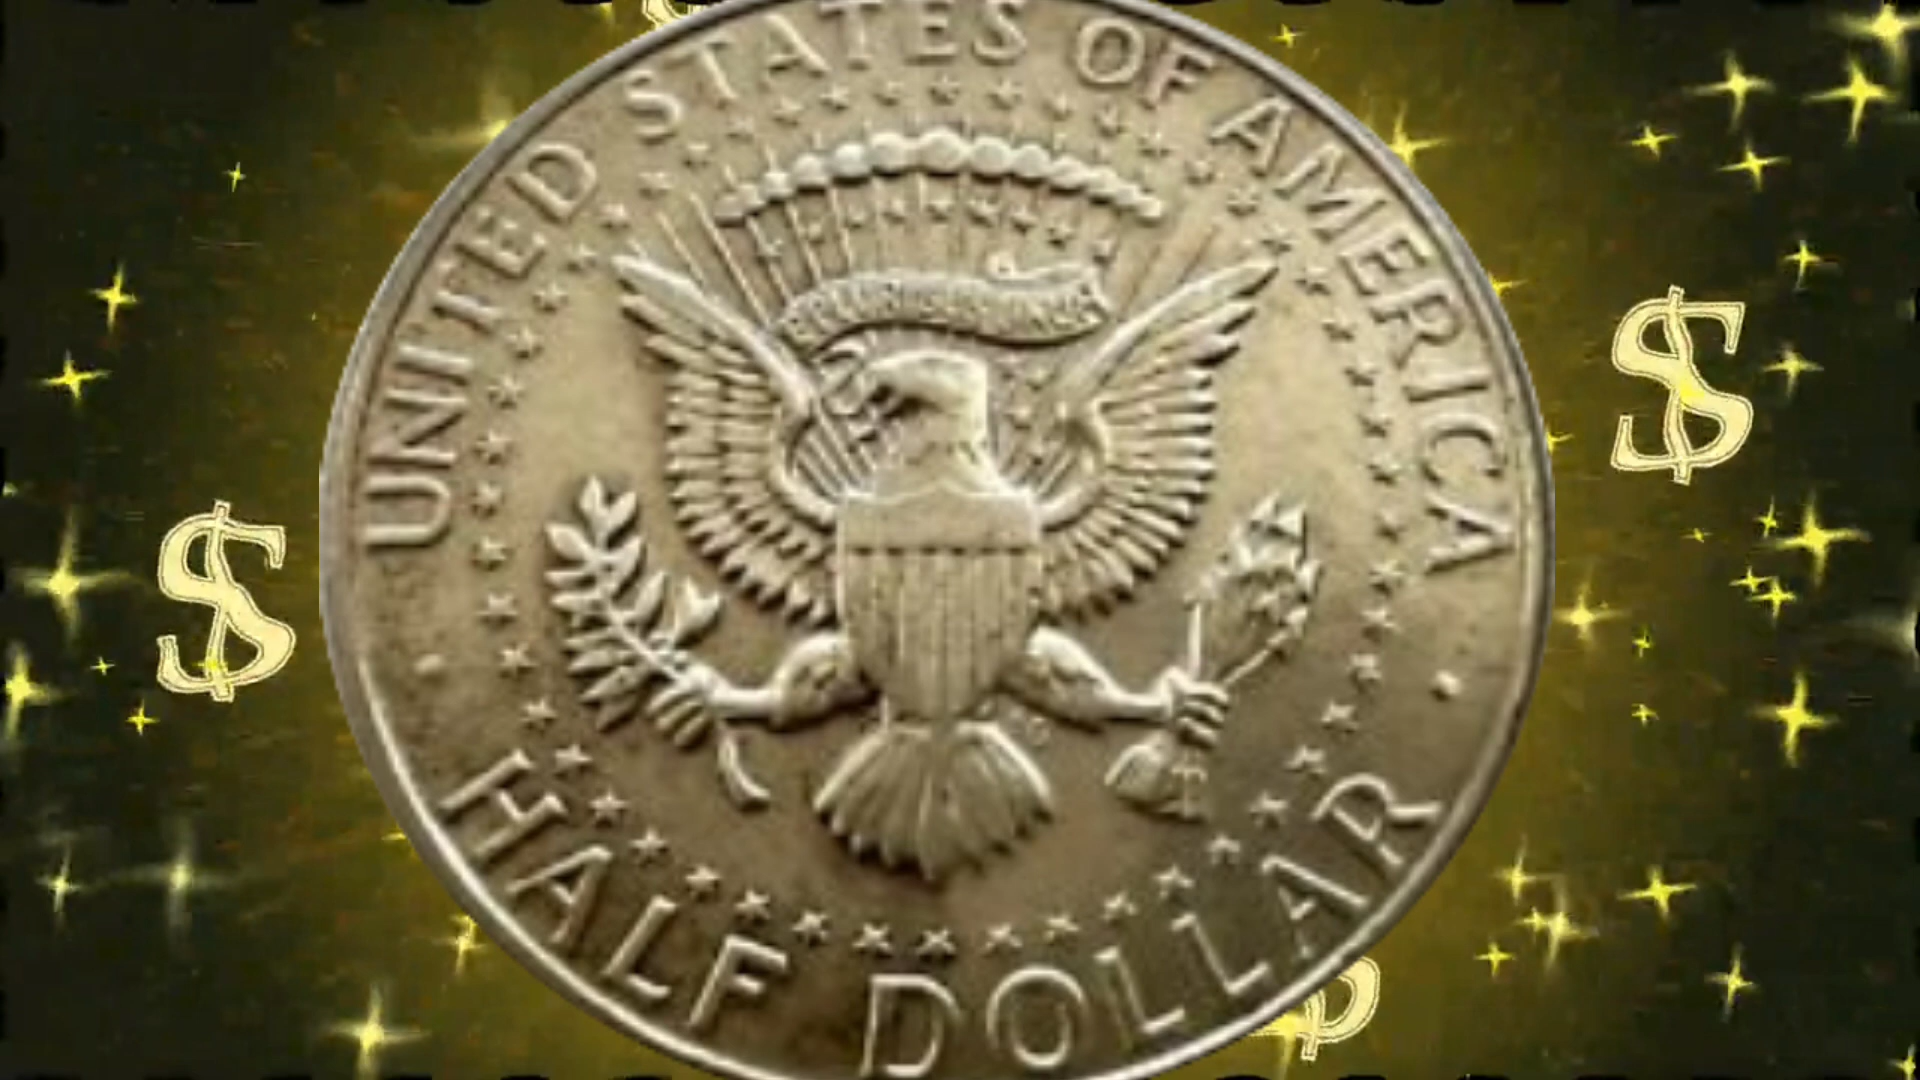 UNITED STATES OF AMERICA
HALF DOLLAR
$
$